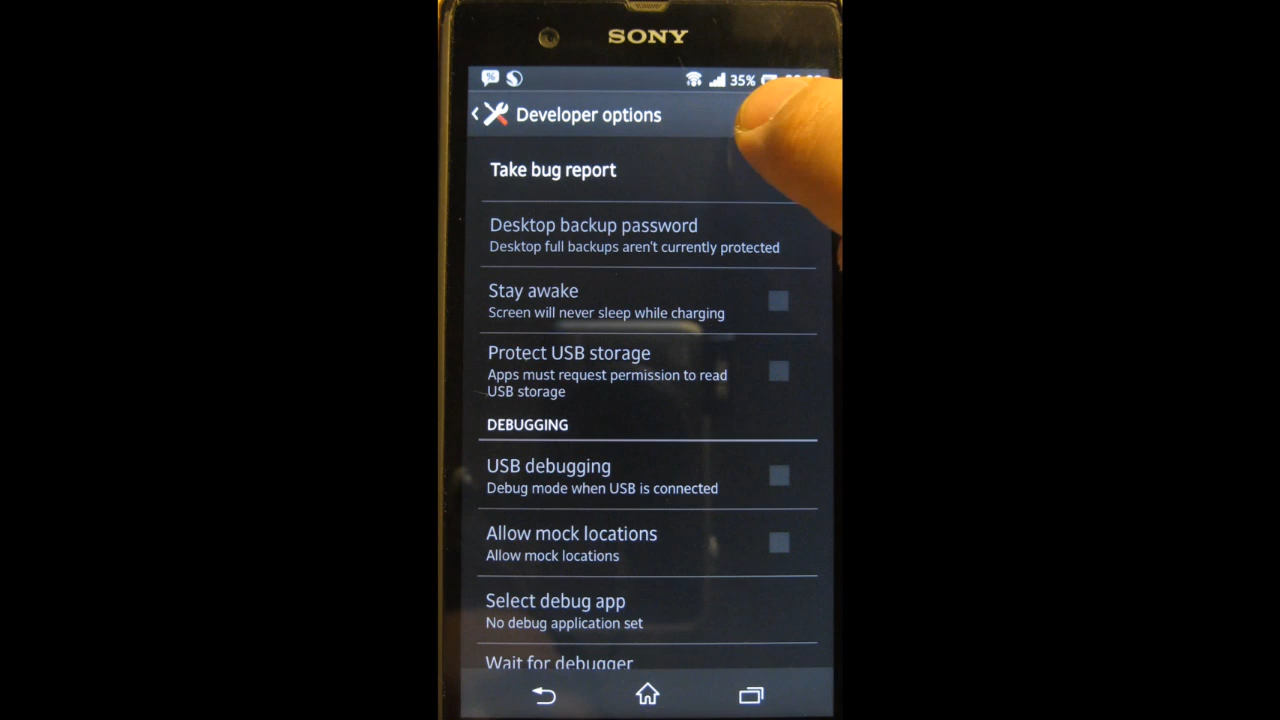 SONY
35%
Developer options
Take bug report
Desktop backup password
Desktop full backups aren't currently protected
Stay awake
Screen will never sleep while charging
Protect USB storage
Apps must request permission to read
USB storage
DEBUGGING
USB debugging
Debug mode when USB is connected
Allow mock locations
Allow mock locations
Select debug app
No debug application set
Wait for debugger